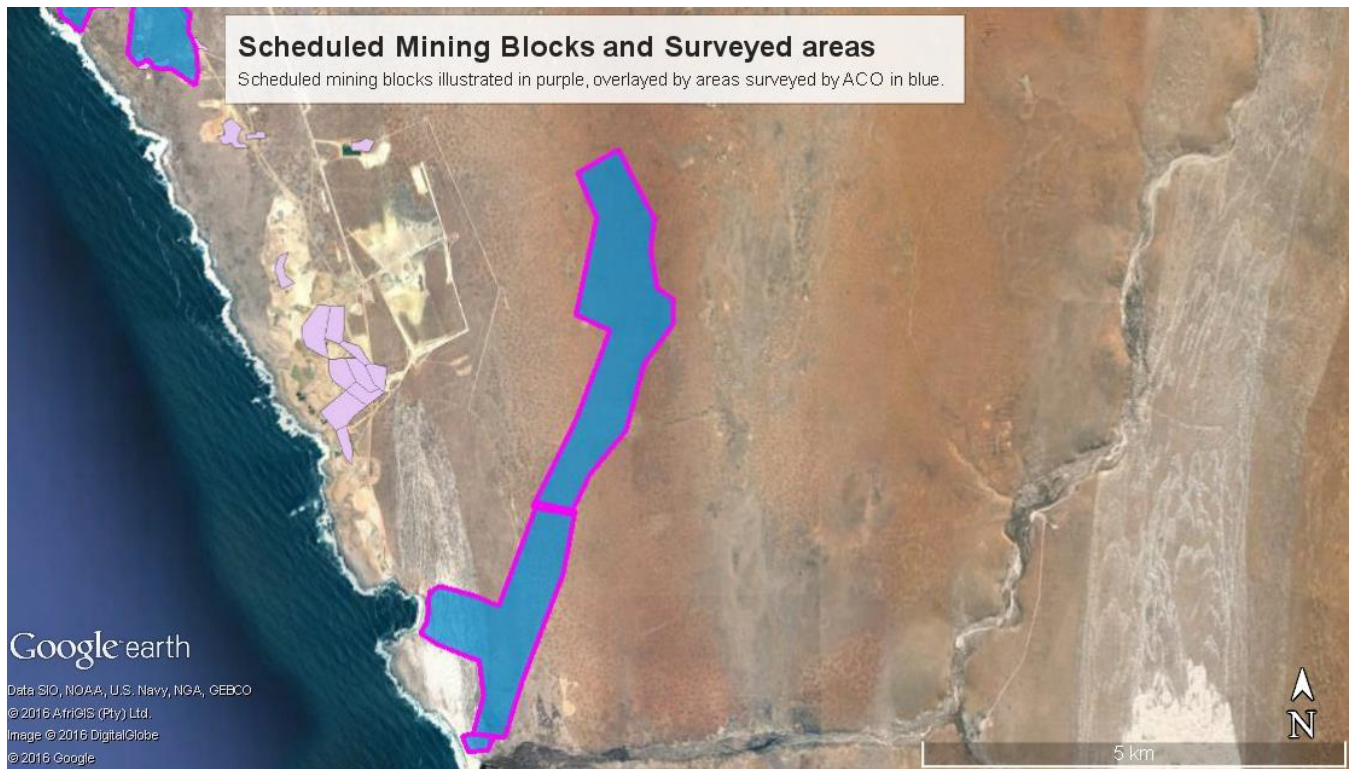 Scheduled Mining Blocks and Surveyed areas
Scheduled mining blocks illustrated in purple, overlayed by areas surveyed by ACO in blue.
Google earth
Data SIO, NOAA, U.S. Navy, NGA, GEBCO
© 2016 AfriGIS (Pty) Ltd.
Image © 2016 DigitalGlobe
© 2016 Google
N
5 km